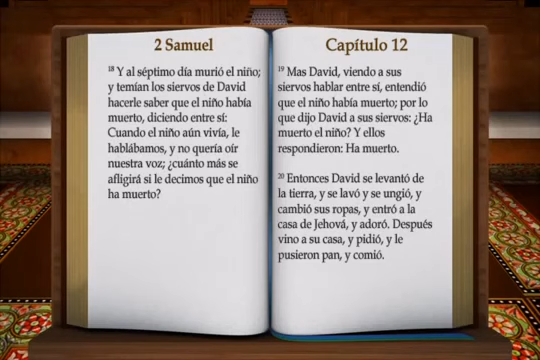 2 Samuel
18 Y al séptimo día murió el niño;
y temían los siervos de David
hacerle saber que el niño había
muerto, diciendo entre sí:
Cuando el niño aún vivía, le
hablábamos, y no quería oír
nuestra voz; ¿cuánto más se
afligirá si le decimos que el niño
ha muerto?
Capítulo 12
19 Mas David, viendo a sus
siervos hablar entre sí, entendió
que el niño había muerto; por lo
que dijo David a sus siervos: ¿Ha
muerto el niño? Y ellos
respondieron: Ha muerto.
20 Entonces David se levantó de
la tierra, y se lavó y se ungió, y
cambió sus ropas, y entró a la
casa de Jehová, y adoró. Después
vino a su casa, y pidió, y le
pusieron pan, y comió.